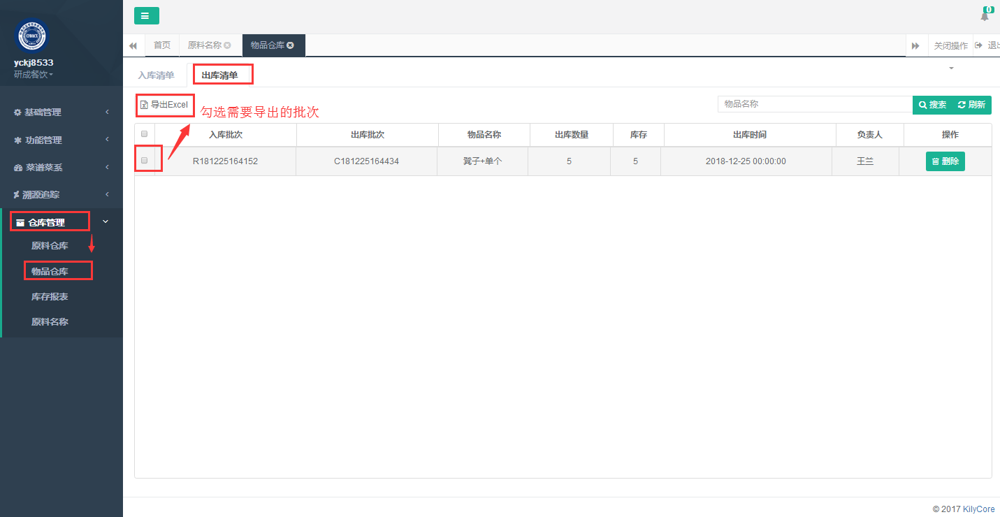 CFDACX
yckj8533
研成餐饮
基础管理
功能管理
菜谱菜系
溯源追踪
仓库管理
原料仓库
物品仓库
库存报表
原料名称
0
首页 原料名称 物品仓库 关闭操作 退出
入库清单 出库清单
导出Excel 勾选需要导出的批次 物品名称 搜索 刷新
入库批次 出库批次 物品名称 出库数量 库存 出库时间 负责人 操作
R181225164152 C181225164434 凳子+单个 5 5 2018-12-25 00:00:00 王兰 删除
© 2017 KilyCore